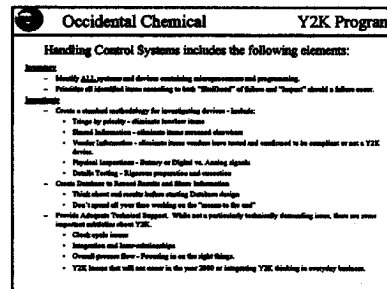 Occidental Chemical Y2K Program
Handling Control Systems includes the following elements:
Inventory
– Identify ALL systems and devices containing microprocessors and programming.
– Prioritize all identified items according to both "likelihood" of failure and "impact" should a failure occur.
Investigate
– Create a standard methodology for investigating devices - include:
• Triage by priority - eliminate low/low items
• Shared Information - eliminate items screened elsewhere
• Vendor Information - eliminate items vendors have tested and confirmed to be compliant or not a Y2K
device.
• Physical Inspections - Battery or Digital vs. Analog signals
• Details Testing - Rigorous preparation and execution
– Create Database to Record Results and Share Information
• Think about end results before starting Database design
• Don't spend all your time working on the "means to the end"
– Provide Adequate Technical Support. While not a particularly technically demanding issue, there are some
important subtleties about Y2K.
• Clock cycle issues
• Integration and Inter-relationships
• Overall process flow - Focusing in on the right things.
• Y2K Issues that will not occur in the year 2000 or integrating Y2K thinking in everyday business.